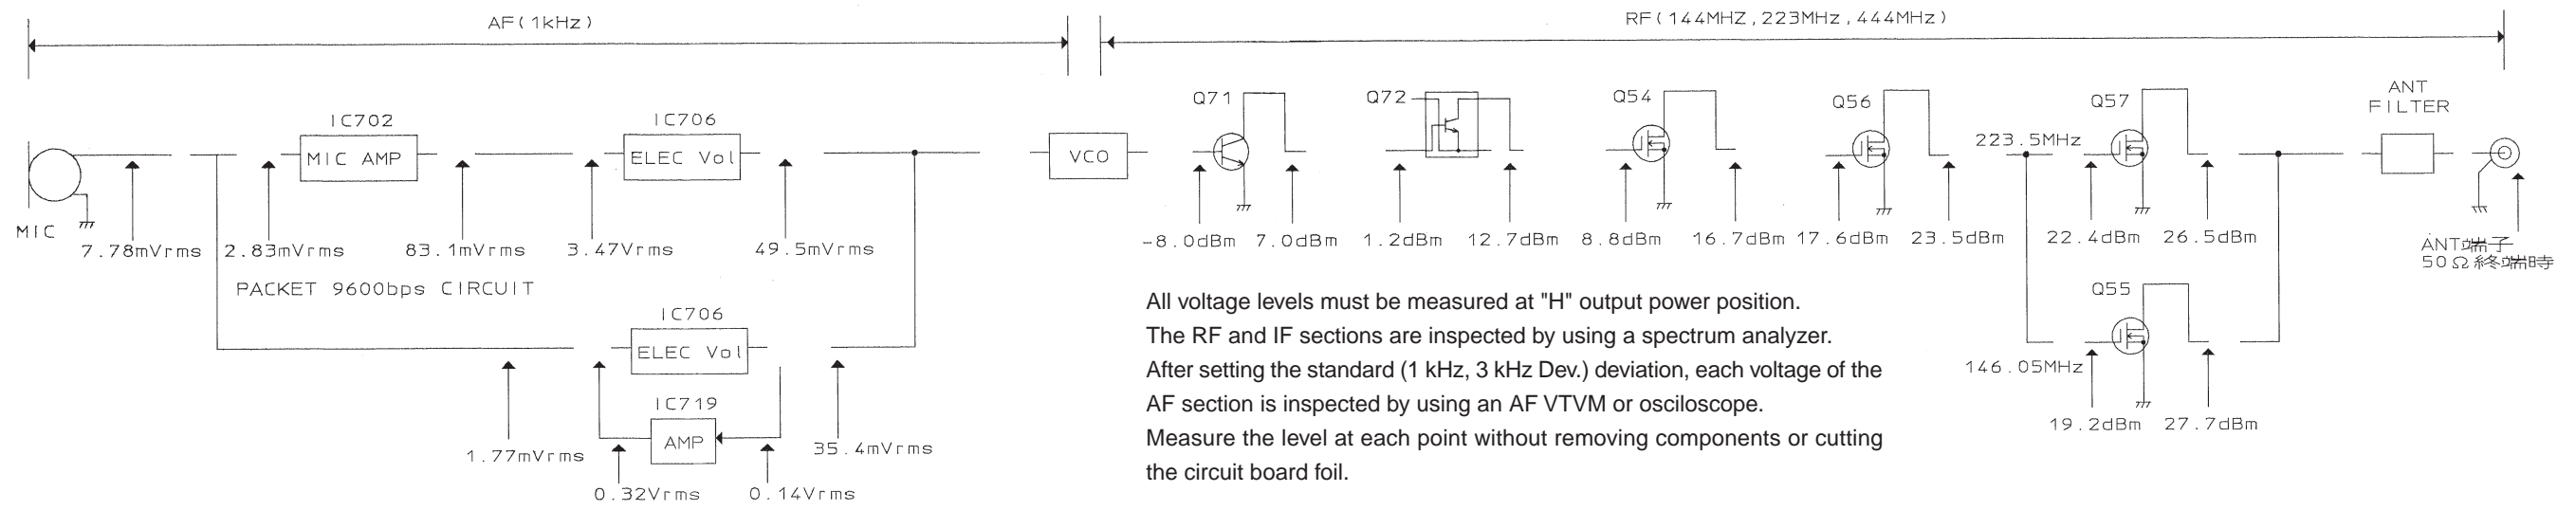 AF(1kHz)
RF(144MHZ,223MHz,444MHz)
MIC
7.78mVrms
2.83mVrms
IC702
MIC AMP
83.1mVrms
3.47Vrms
IC706
ELEC Vol
49.5mVrms
PACKET 9600bps CIRCUIT
1.77mVrms
IC706
ELEC Vol
IC719
AMP
0.32Vrms
0.14Vrms
35.4mVrms
VCO
Q71
-8.0dBm
7.0dBm
Q72
1.2dBm
12.7dBm
Q54
8.8dBm
16.7dBm
Q56
17.6dBm
23.5dBm
223.5MHz
Q57
22.4dBm
26.5dBm
146.05MHz
Q55
19.2dBm
27.7dBm
ANT
FILTER
ANT端子
50Ω終端時
All voltage levels must be measured at "H" output power position.
The RF and IF sections are inspected by using a spectrum analyzer.
After setting the standard (1 kHz, 3 kHz Dev.) deviation, each voltage of the
AF section is inspected by using an AF VTVM or osciloscope.
Measure the level at each point without removing components or cutting
the circuit board foil.